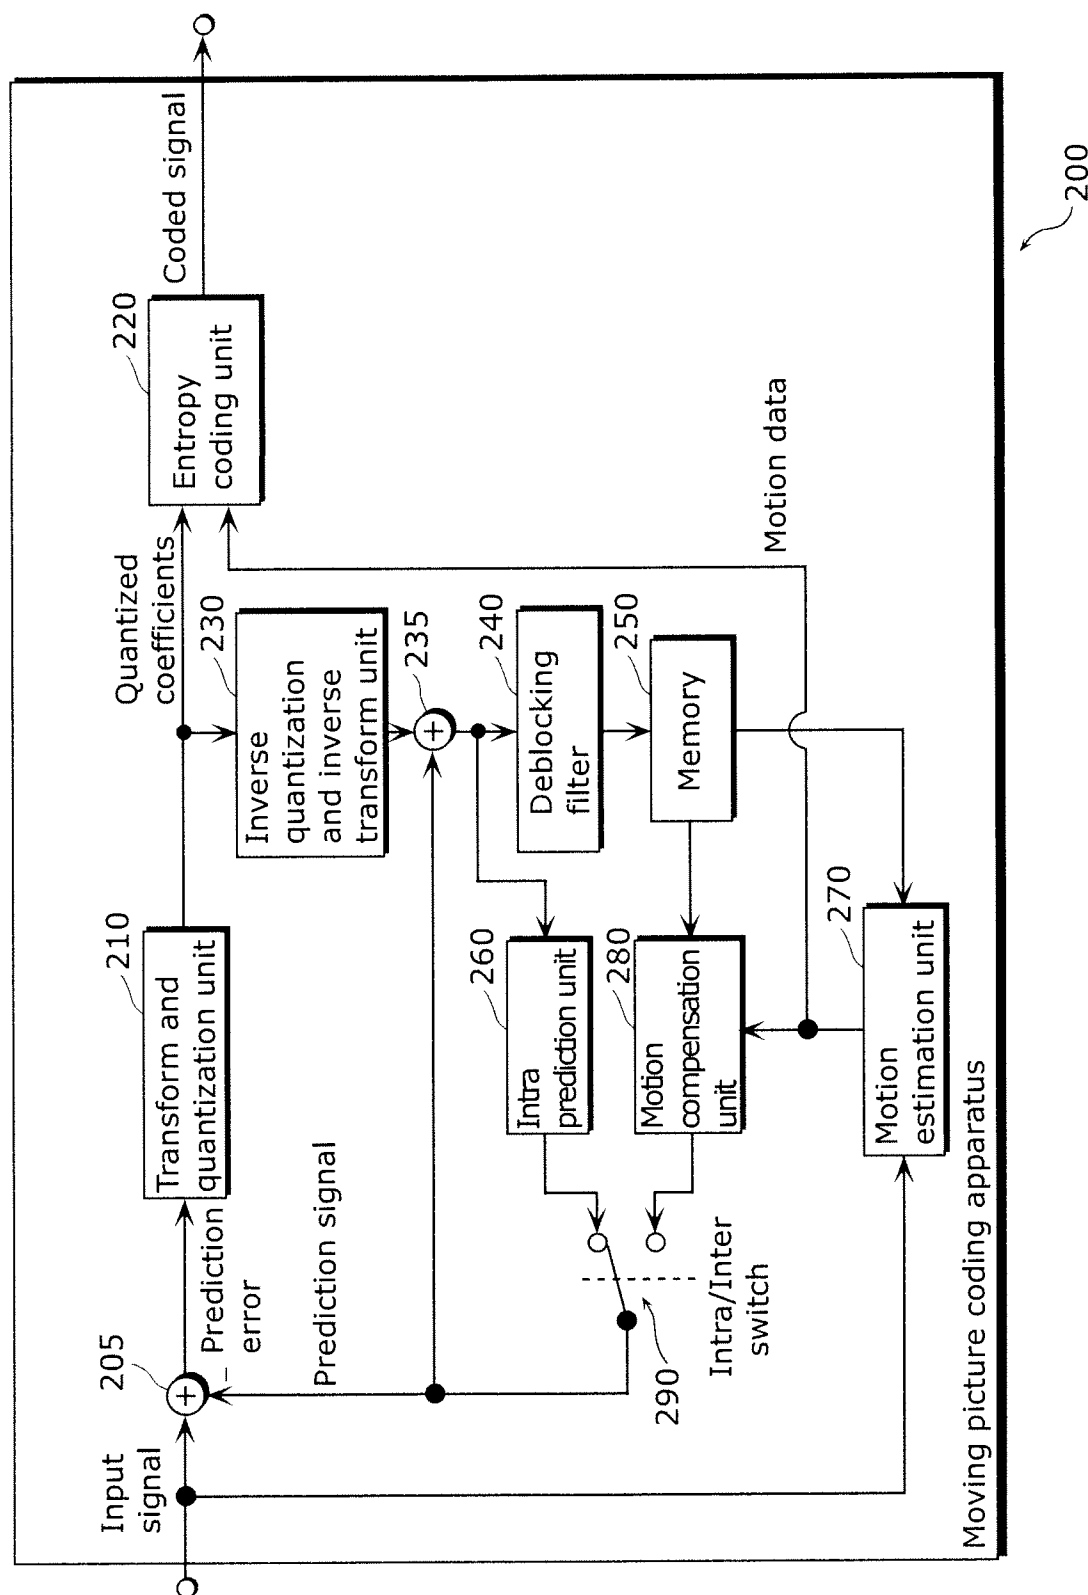 Input
signal
205
Prediction
error
Prediction signal
210
Transform and
quantization unit
Quantized
coefficients
220
Entropy
coding unit
Coded signal
230
Inverse
quantization
and inverse
transform unit
235
240
Deblocking
filter
250
Memory
260
Intra
prediction unit
280
Motion
compensation
unit
290
Intra/Inter
switch
270
Motion
estimation unit
Motion data
Moving picture coding apparatus
200